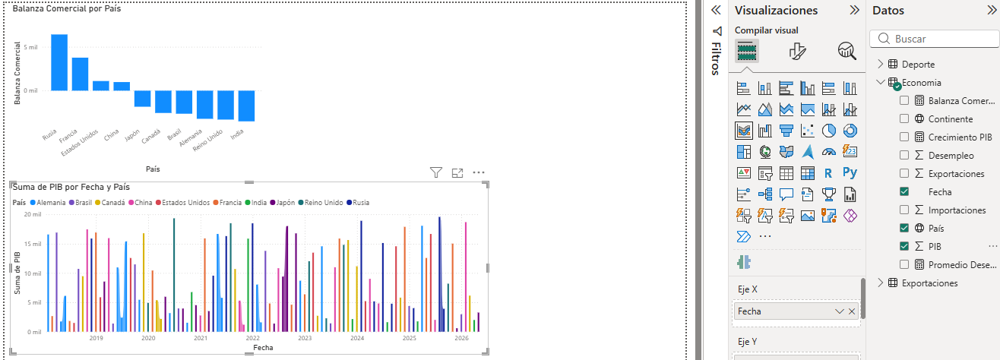 Balanza Comercial por País
Balanza Comercial
5 mil
0 mil
Rusia
Francia
Estados Unidos
China
Japón
Canadá
Brasil
Alemania
Reino Unido
India
País
Suma de PIB por Fecha y País
País Alemania Brasil Canadá China Estados Unidos Francia India Japón Reino Unido Rusia
Suma de PIB
20 mil
15 mil
10 mil
5 mil
0 mil
2019 2020 2021 2022 2023 2024 2025 2026
Fecha
Filtros
Visualizaciones
Compilar visual
123
R Py
Eje X
Fecha
Eje Y
Datos
Buscar
Deporte
Economia
Balanza Comer...
Continente
Crecimiento PIB
Desempleo
Exportaciones
Fecha
Importaciones
País
PIB
Promedio Dese...
Exportaciones